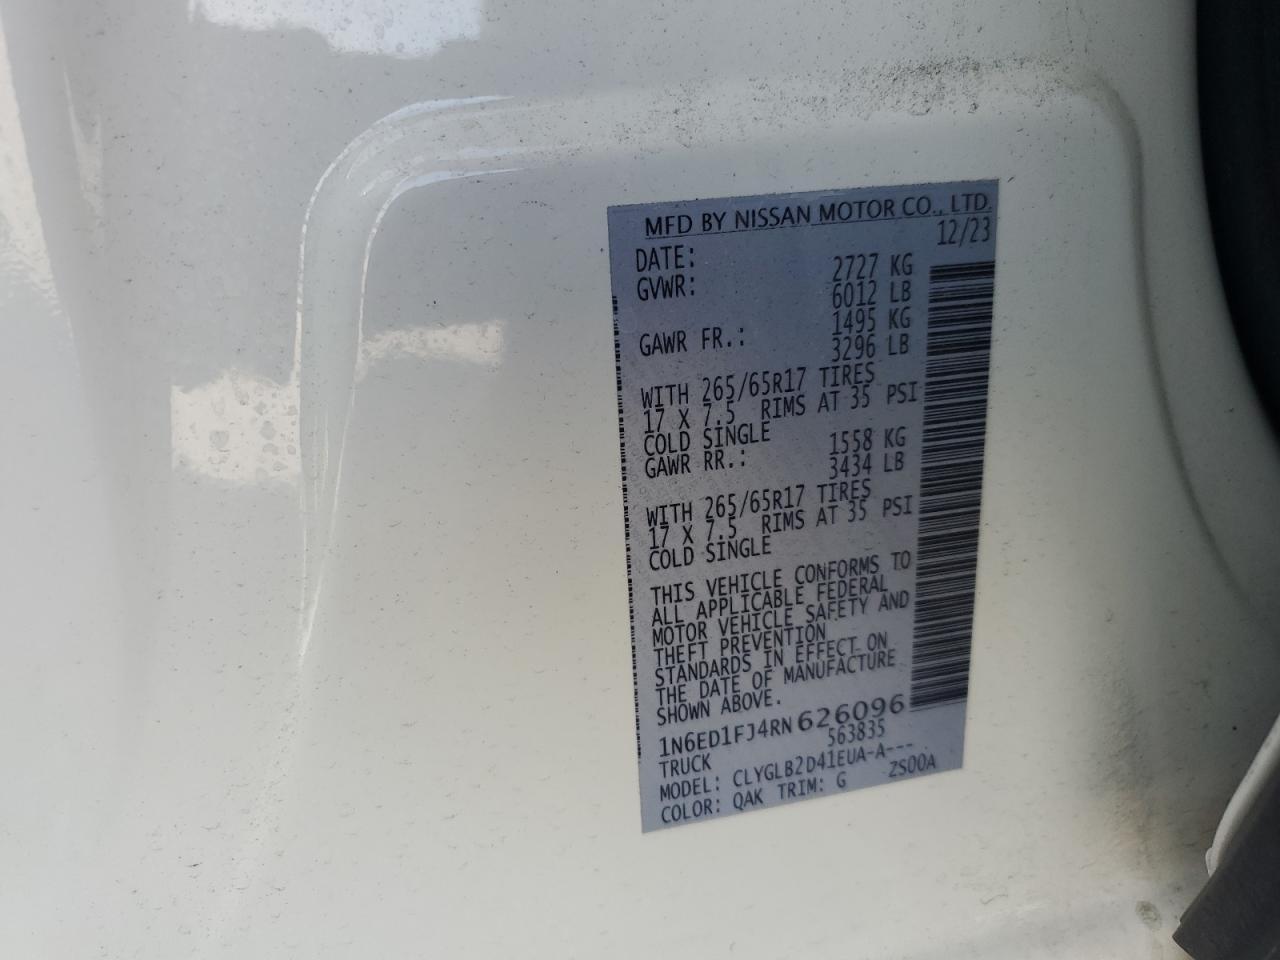 MFD BY NISSAN MOTOR CO., LTD.
DATE: 12/23
GVWR: 2727 KG
6012 LB
GAWR FR.: 1495 KG
3296 LB
WITH 265/65R17 TIRES
17 X 7.5 RIMS AT 35 PSI
COLD SINGLE
GAWR RR.: 1558 KG
3434 LB
WITH 265/65R17 TIRES
17 X 7.5 RIMS AT 35 PSI
COLD SINGLE
THIS VEHICLE CONFORMS TO
ALL APPLICABLE FEDERAL
MOTOR VEHICLE SAFETY AND
THEFT PREVENTION
STANDARDS IN EFFECT ON
THE DATE OF MANUFACTURE
SHOWN ABOVE.
1N6ED1FJ4RN626096
TRUCK 563835
MODEL: CLYGLB2D41EUA-A---
COLOR: QAK TRIM: G ZS00A